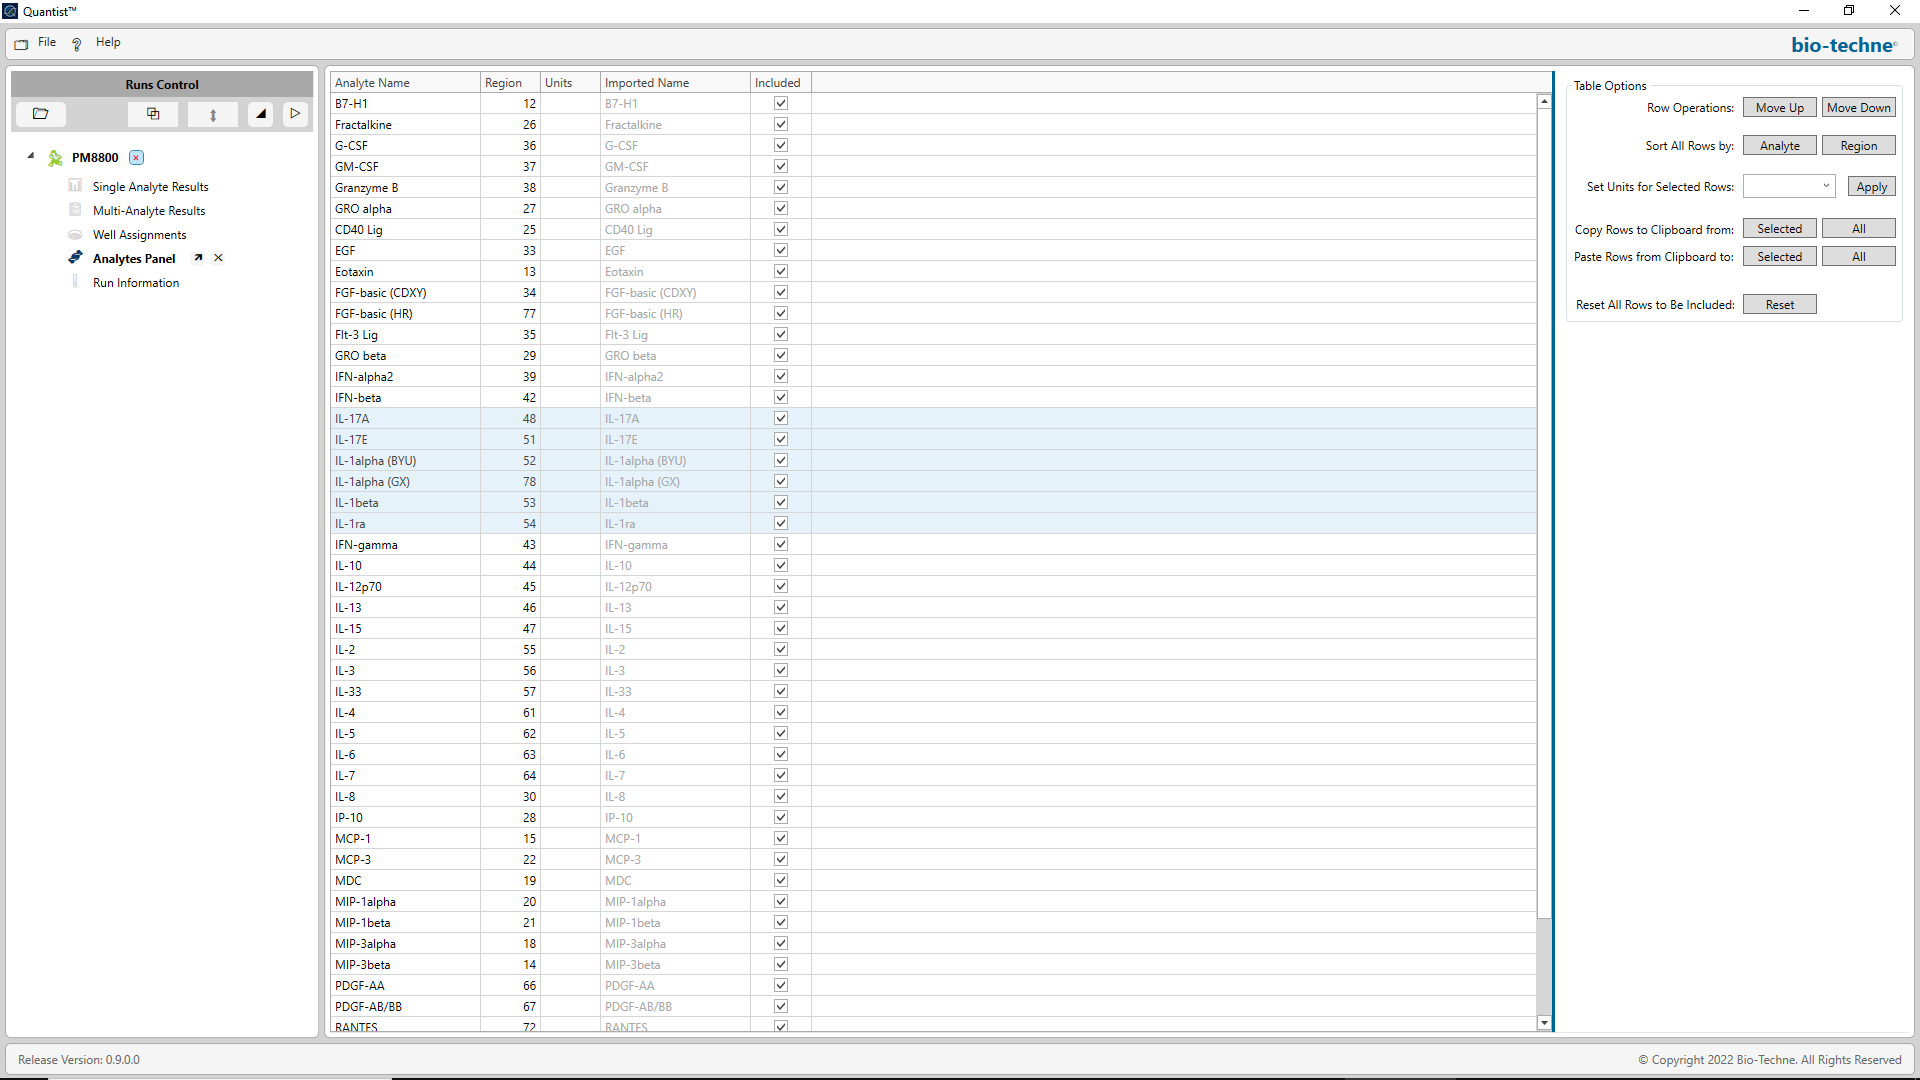 Quantist™
File Help
bio-techne
Runs Control
PM8800
Single Analyte Results
Multi-Analyte Results
Well Assignments
Analytes Panel
Run Information
Analyte Name Region Units Imported Name Included
B7-H1 12 B7-H1
Fractalkine 26 Fractalkine
G-CSF 36 G-CSF
GM-CSF 37 GM-CSF
Granzyme B 38 Granzyme B
GRO alpha 27 GRO alpha
CD40 Lig 25 CD40 Lig
EGF 33 EGF
Eotaxin 13 Eotaxin
FGF-basic (CDXY) 34 FGF-basic (CDXY)
FGF-basic (HR) 77 FGF-basic (HR)
Flt-3 Lig 35 Flt-3 Lig
GRO beta 29 GRO beta
IFN-alpha2 39 IFN-alpha2
IFN-beta 42 IFN-beta
IL-17A 48 IL-17A
IL-17E 51 IL-17E
IL-1alpha (BYU) 52 IL-1alpha (BYU)
IL-1alpha (GX) 78 IL-1alpha (GX)
IL-1beta 53 IL-1beta
IL-1ra 54 IL-1ra
IFN-gamma 43 IFN-gamma
IL-10 44 IL-10
IL-12p70 45 IL-12p70
IL-13 46 IL-13
IL-15 47 IL-15
IL-2 55 IL-2
IL-3 56 IL-3
IL-33 57 IL-33
IL-4 61 IL-4
IL-5 62 IL-5
IL-6 63 IL-6
IL-7 64 IL-7
IL-8 30 IL-8
IP-10 28 IP-10
MCP-1 15 MCP-1
MCP-3 22 MCP-3
MDC 19 MDC
MIP-1alpha 20 MIP-1alpha
MIP-1beta 21 MIP-1beta
MIP-3alpha 18 MIP-3alpha
MIP-3beta 14 MIP-3beta
PDGF-AA 66 PDGF-AA
PDGF-AB/BB 67 PDGF-AB/BB
RANTES 72 RANTES
Table Options
Row Operations: Move Up Move Down
Sort All Rows by: Analyte Region
Set Units for Selected Rows: Apply
Copy Rows to Clipboard from: Selected All
Paste Rows from Clipboard to: Selected All
Reset All Rows to Be Included: Reset
Release Version: 0.9.0.0
© Copyright 2022 Bio-Techne. All Rights Reserved